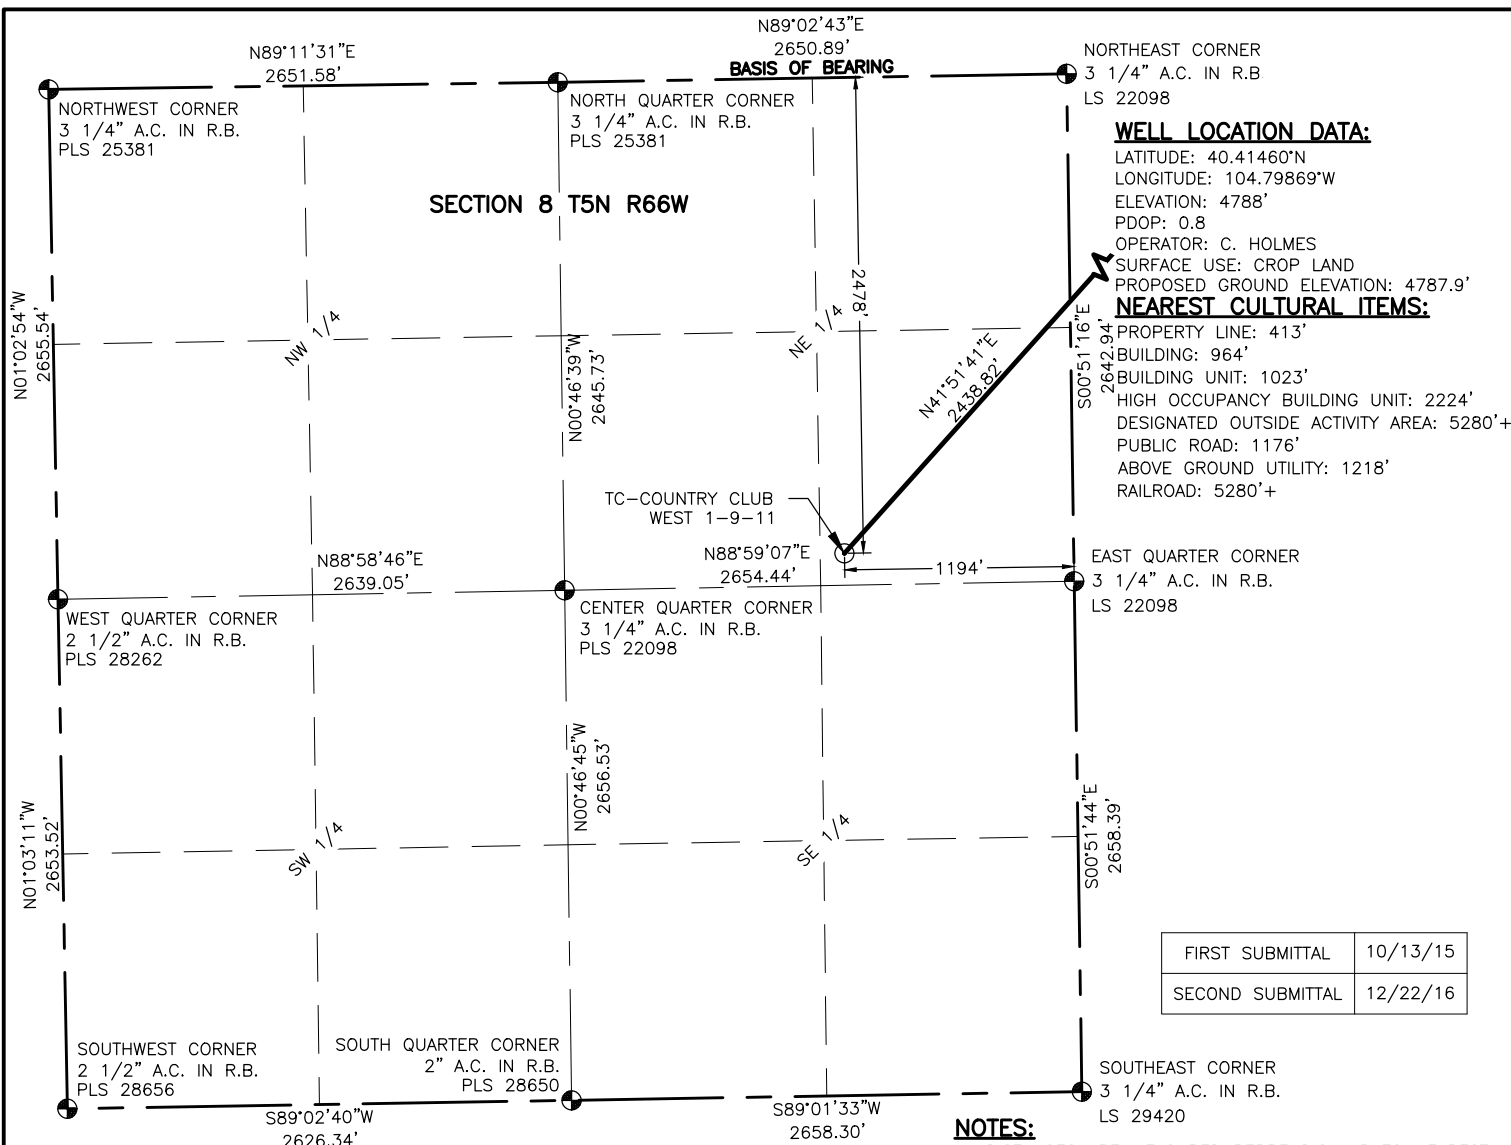 N89°11'31"E
2651.58'
N89°02'43"E
2650.89'
BASIS OF BEARING
NORTHEAST CORNER
3 1/4" A.C. IN R.B
LS 22098
NORTHWEST CORNER
3 1/4" A.C. IN R.B.
PLS 25381
NORTH QUARTER CORNER
3 1/4" A.C. IN R.B.
PLS 25381
SECTION 8 T5N R66W
WELL LOCATION DATA:
LATITUDE: 40.41460°N
LONGITUDE: 104.79869°W
ELEVATION: 4788'
PDOP: 0.8
OPERATOR: C. HOLMES
SURFACE USE: CROP LAND
PROPOSED GROUND ELEVATION: 4787.9'
NEAREST CULTURAL ITEMS:
PROPERTY LINE: 413'
BUILDING: 964'
BUILDING UNIT: 1023'
HIGH OCCUPANCY BUILDING UNIT: 2224'
DESIGNATED OUTSIDE ACTIVITY AREA: 5280'+
PUBLIC ROAD: 1176'
ABOVE GROUND UTILITY: 1218'
RAILROAD: 5280'+
N01°02'54"W
2655.54'
NW 1/4
N00°46'39"W
2645.73'
NE 1/4
2478'
N41°51'41"E
2438.82'
S00°51'16"E
2642.94'
TC-COUNTRY CLUB
WEST 1-9-11
N88°58'46"E
2639.05'
N88°59'07"E
2654.44'
1194'
EAST QUARTER CORNER
3 1/4" A.C. IN R.B.
LS 22098
WEST QUARTER CORNER
2 1/2" A.C. IN R.B.
PLS 28262
CENTER QUARTER CORNER
3 1/4" A.C. IN R.B.
PLS 22098
N01°03'11"W
2653.52'
SW 1/4
N00°46'45"W
2656.53'
SE 1/4
S00°51'44"E
2658.39'
FIRST SUBMITTAL 10/13/15
SECOND SUBMITTAL 12/22/16
SOUTHWEST CORNER
2 1/2" A.C. IN R.B.
PLS 28656
SOUTH QUARTER CORNER
2" A.C. IN R.B.
PLS 28650
SOUTHEAST CORNER
3 1/4" A.C. IN R.B.
LS 29420
S89°02'40"W
2626.34'
S89°01'33"W
2658.30'
NOTES: